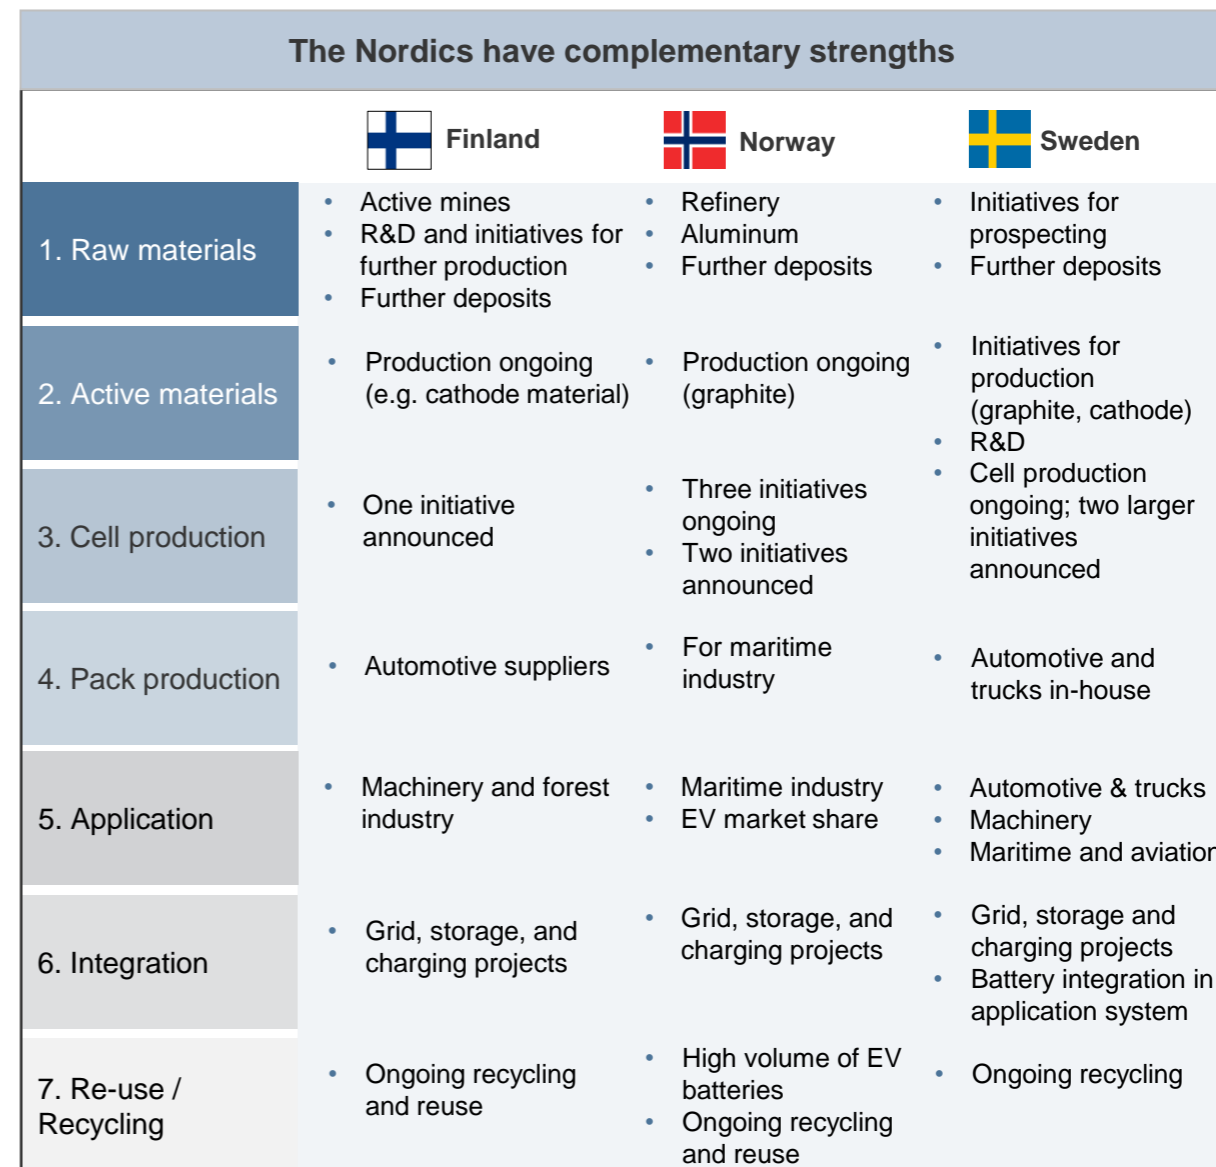 The Nordics have complementary strengths
Finland
Norway
Sweden
1. Raw materials
• Active mines
• R&D and initiatives for
further production
• Further deposits
• Refinery
• Aluminum
• Further deposits
• Initiatives for
prospecting
• Further deposits
2. Active materials
• Production ongoing
(e.g. cathode material)
• Production ongoing
(graphite)
• Initiatives for
production
(graphite, cathode)
• R&D
3. Cell production
• One initiative
announced
• Three initiatives
ongoing
• Two initiatives
announced
• Cell production
ongoing; two larger
initiatives
announced
4. Pack production
• Automotive suppliers
• For maritime
industry
• Automotive and
trucks in-house
5. Application
• Machinery and forest
industry
• Maritime industry
• EV market share
• Automotive & trucks
• Machinery
• Maritime and aviation
6. Integration
• Grid, storage, and
charging projects
• Grid, storage, and
charging projects
• Grid, storage and
charging projects
• Battery integration in
application system
7. Re-use /
Recycling
• Ongoing recycling
and reuse
• High volume of EV
batteries
• Ongoing recycling
and reuse
• Ongoing recycling